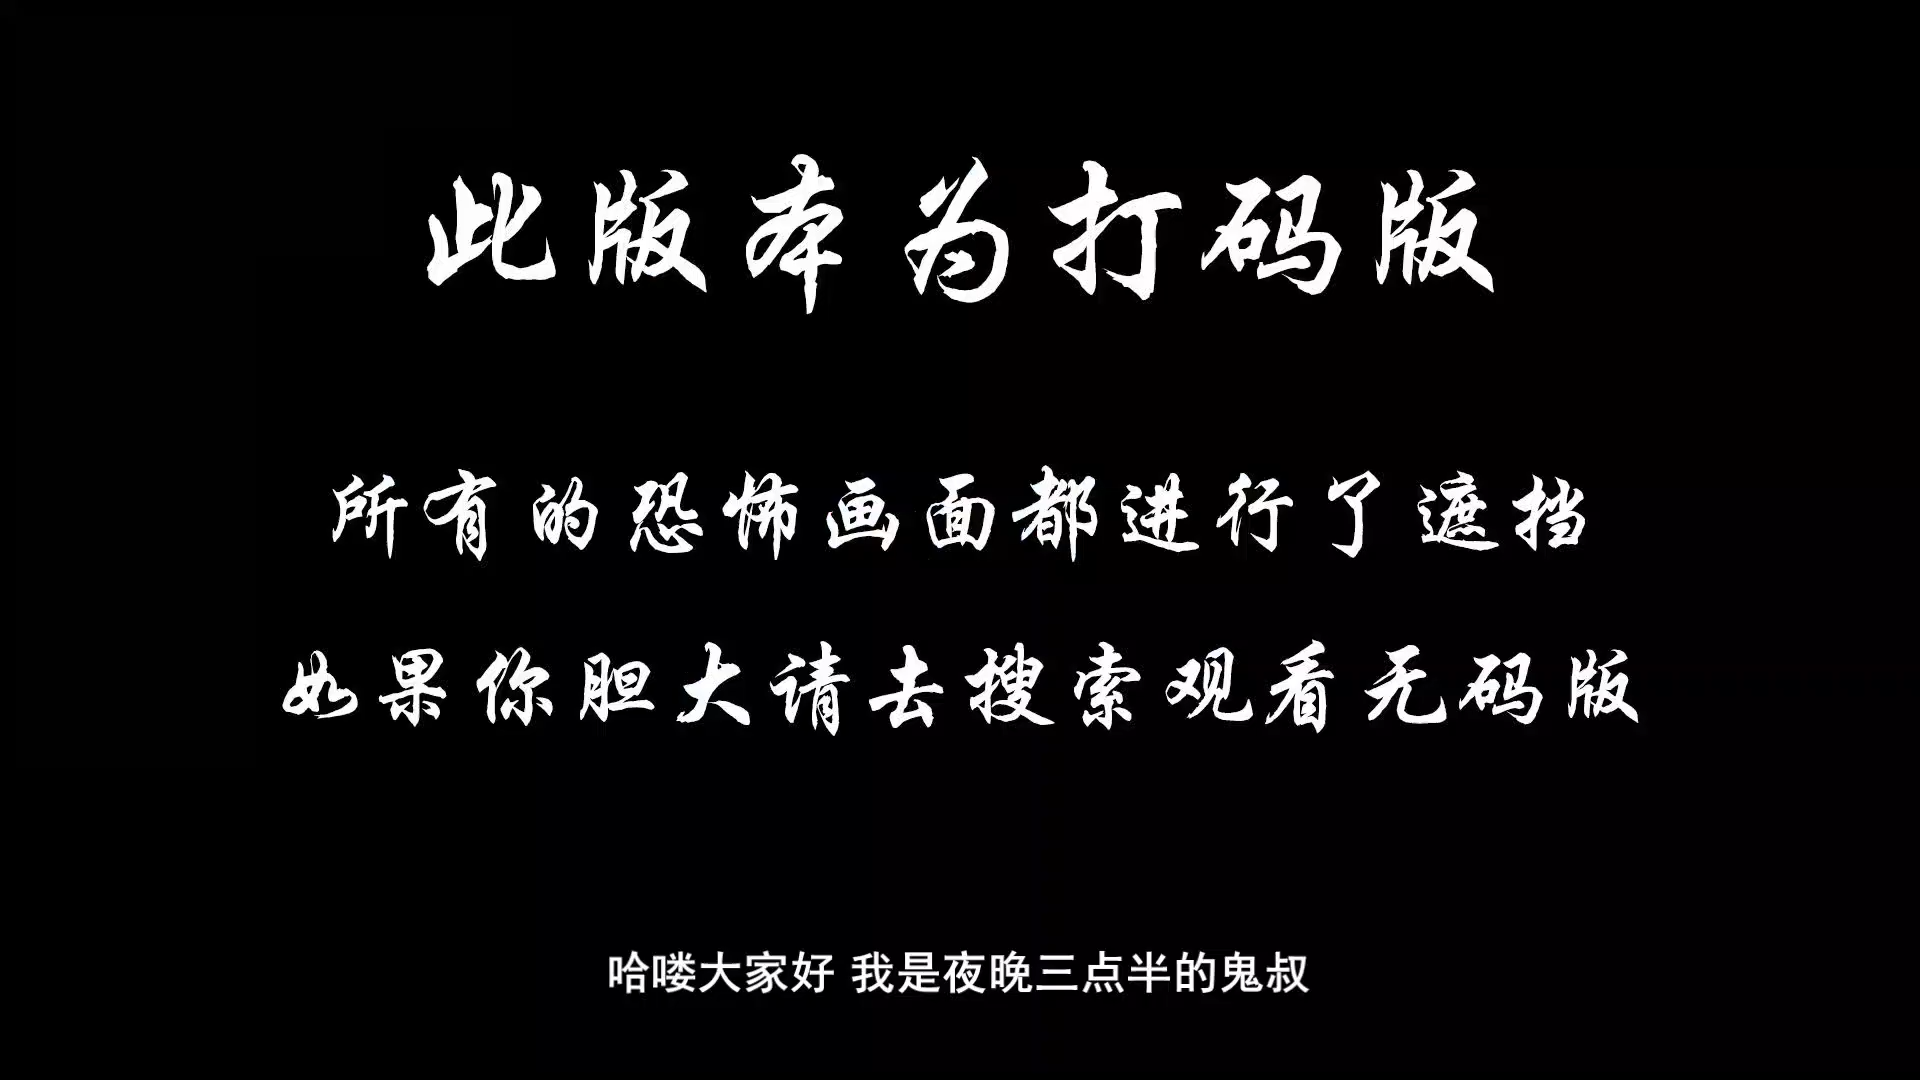 此版本为打码版
所有的恐怖画面都进行了遮挡
如果你胆大请去搜索观看无码版
哈喽大家好 我是夜晚三点半的鬼叔